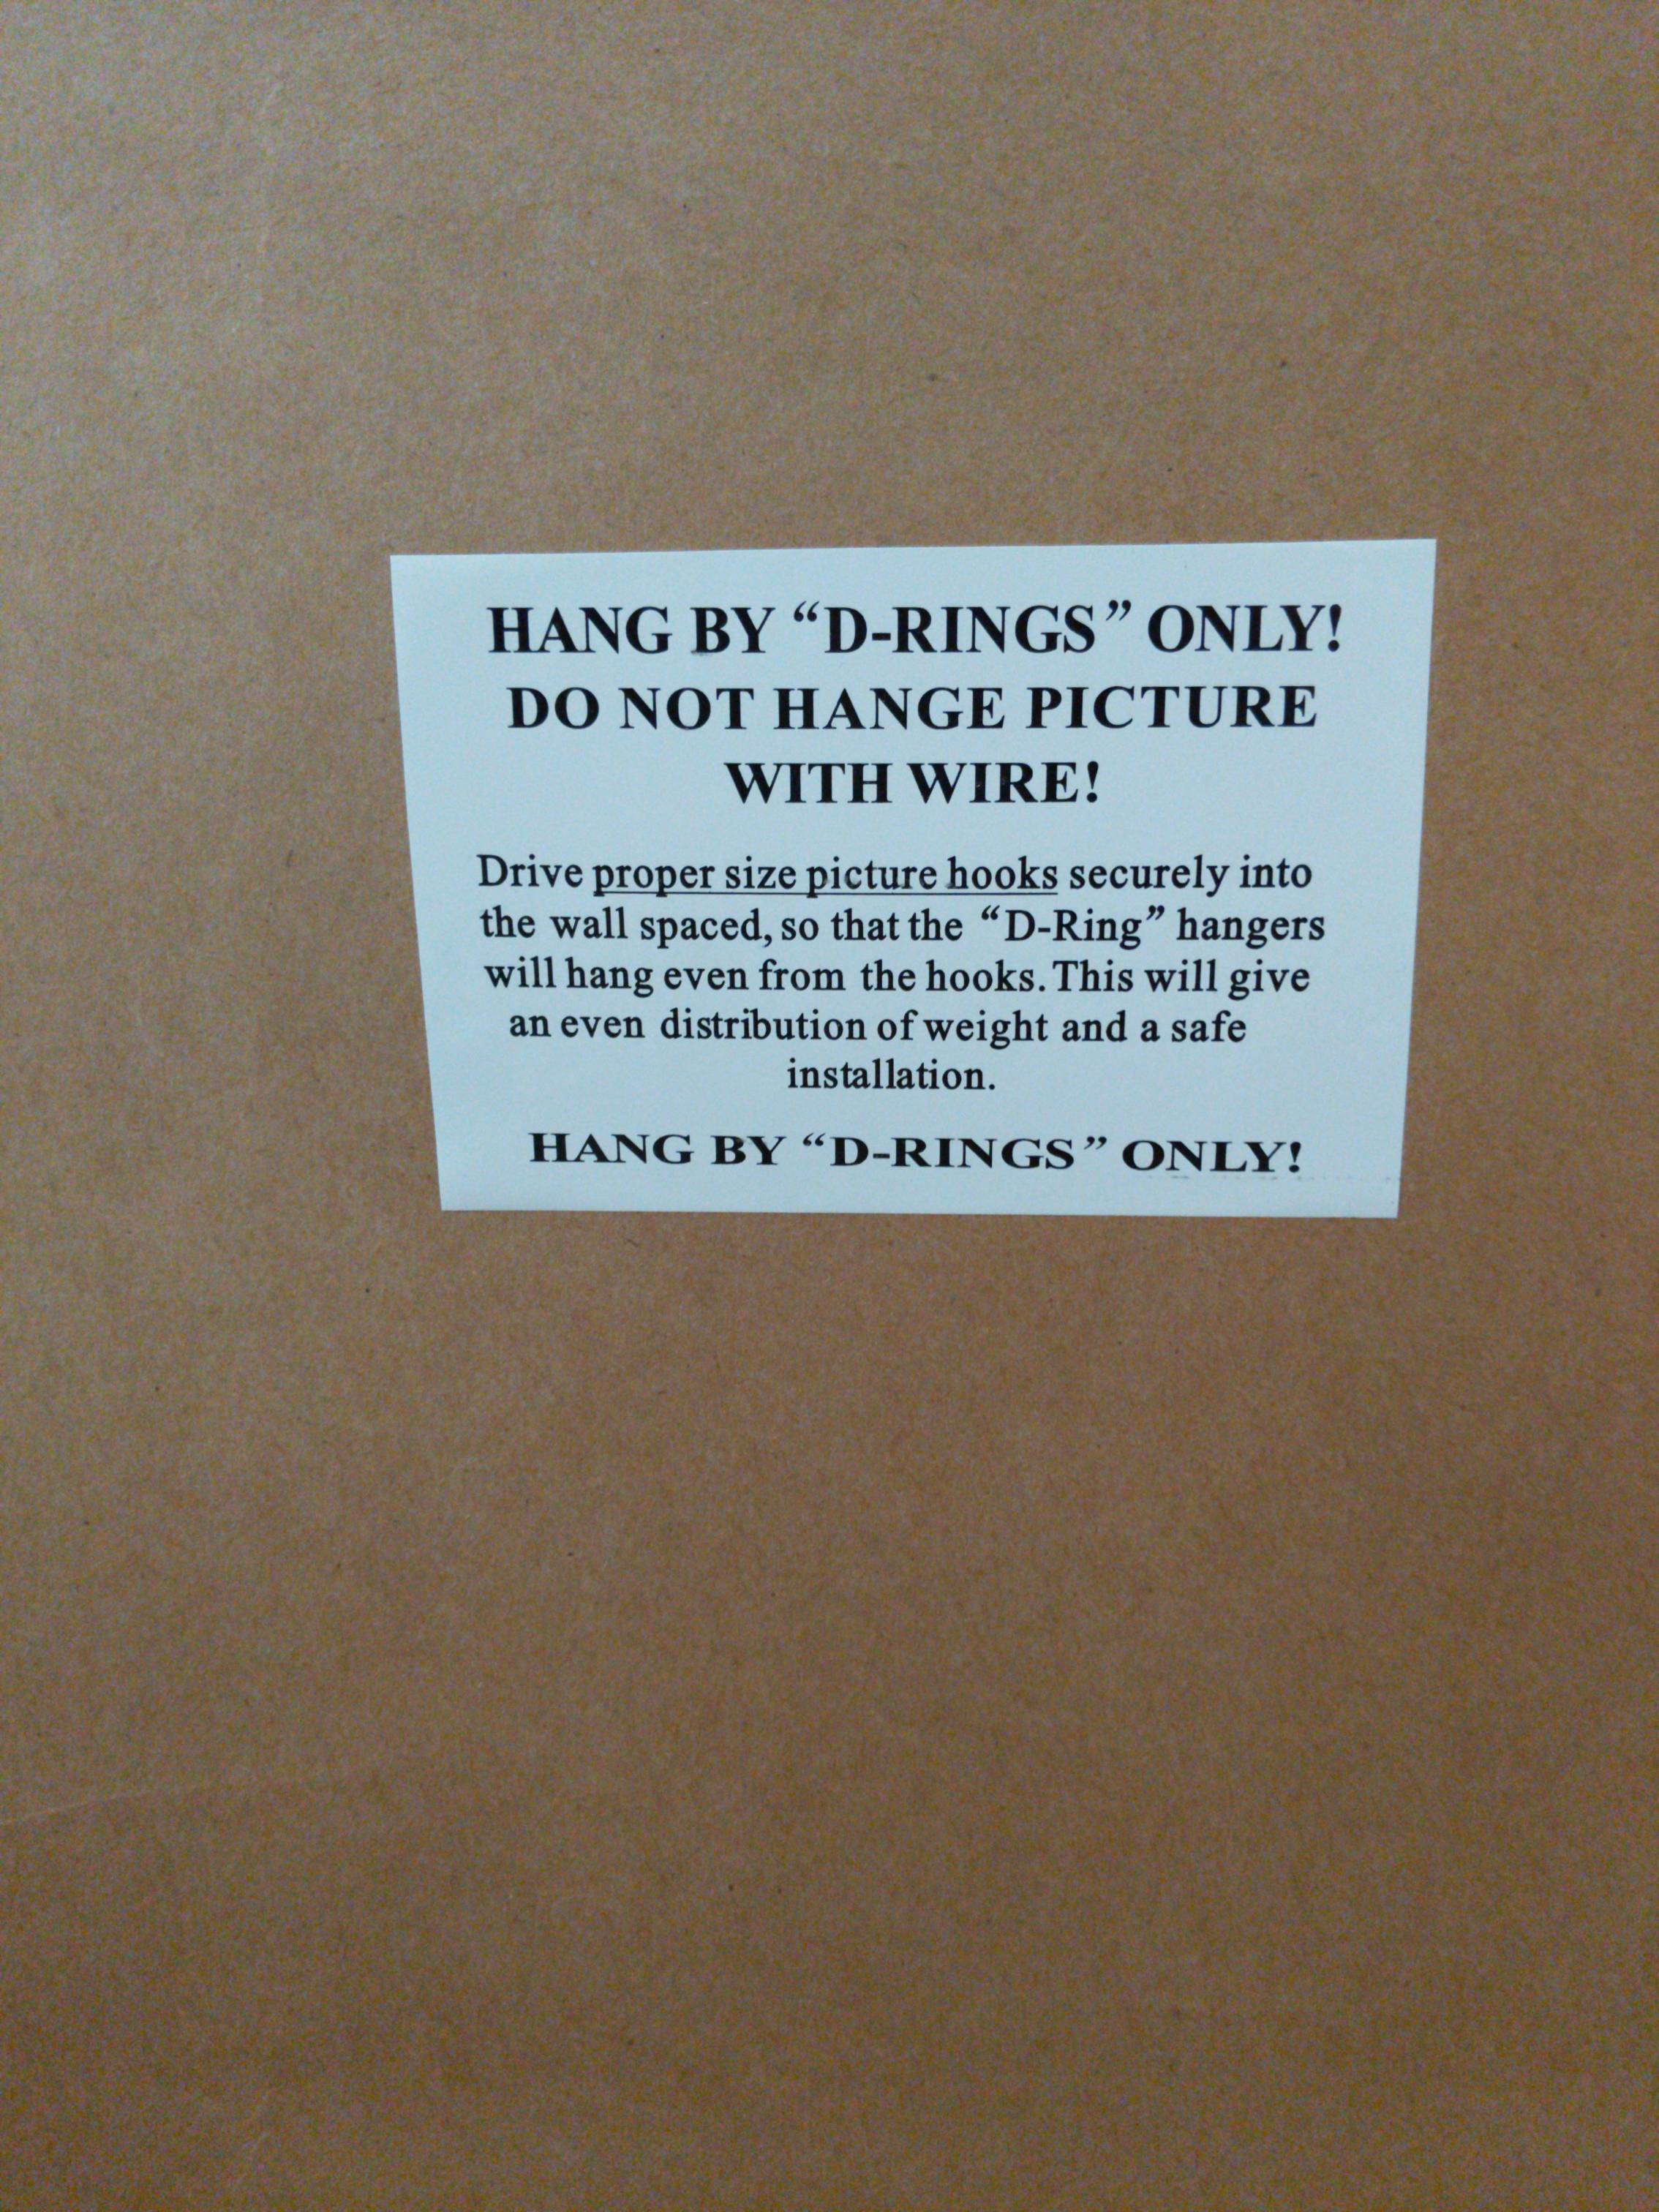 HANG BY “D-RINGS” ONLY!
DO NOT HANGE PICTURE
WITH WIRE!
Drive proper size picture hooks securely into
the wall spaced, so that the “D-Ring” hangers
will hang even from the hooks. This will give
an even distribution of weight and a safe
installation.
HANG BY “D-RINGS” ONLY!